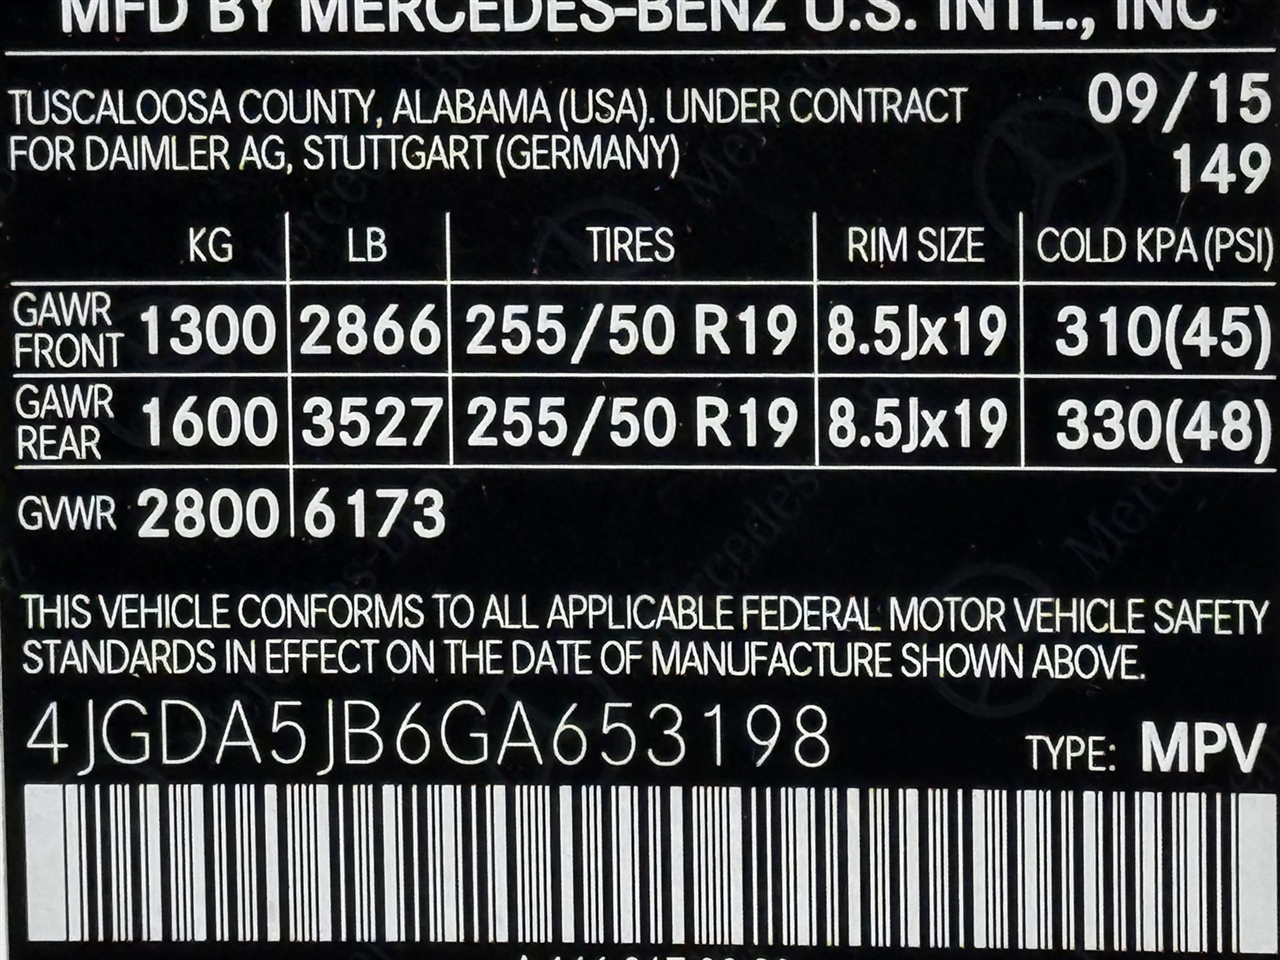 MFD BY MERCEDES-BENZ U.S. INTL., INC
TUSCALOOSA COUNTY, ALABAMA (USA). UNDER CONTRACT
FOR DAIMLER AG, STUTTGART (GERMANY)
09/15
149
KG LB TIRES RIM SIZE COLD KPA (PSI)
GAWR FRONT 1300 2866 255/50 R19 8.5Jx19 310(45)
GAWR REAR 1600 3527 255/50 R19 8.5Jx19 330(48)
GVWR 2800 6173
THIS VEHICLE CONFORMS TO ALL APPLICABLE FEDERAL MOTOR VEHICLE SAFETY
STANDARDS IN EFFECT ON THE DATE OF MANUFACTURE SHOWN ABOVE.
4JGDA5JB6GA653198
TYPE: MPV